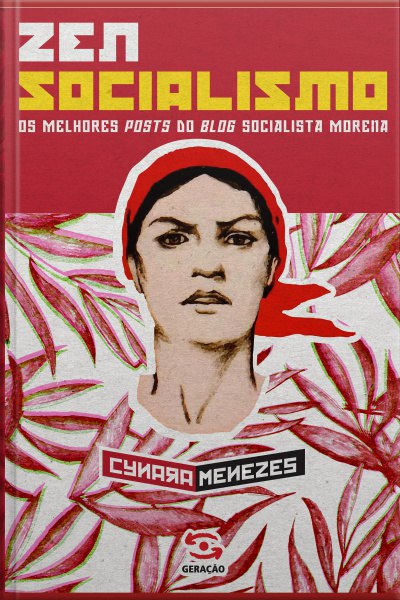 ZEN
SOCIALISMO
OS MELHORES POSTS DO BLOG SOCIALISTA MORENA
CYNARA MENEZES
GERAÇÃO